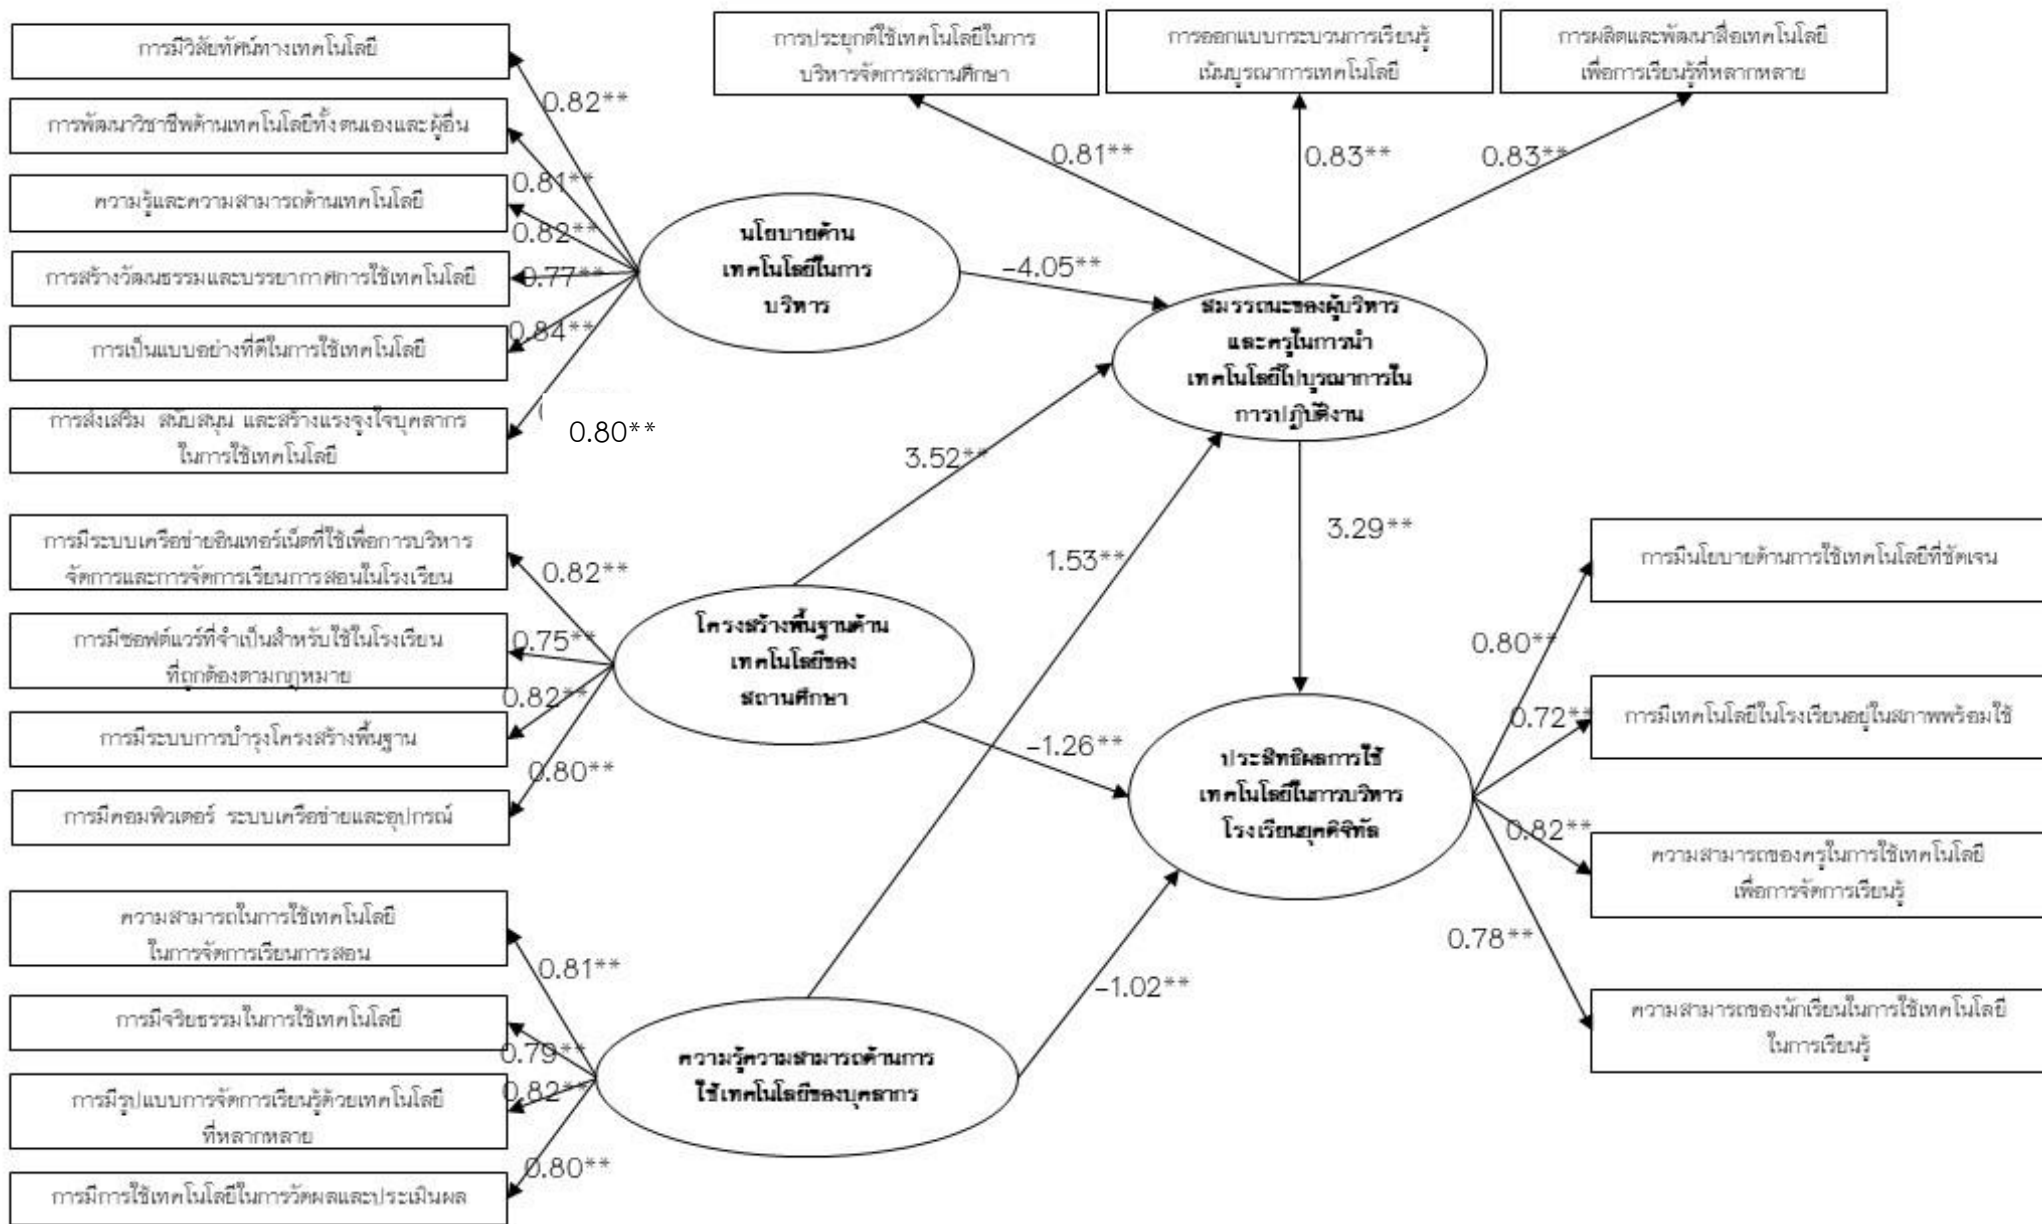 การมีวิสัยทัศน์ทางเทคโนโลยี
การพัฒนาวิชาชีพด้านเทคโนโลยีทั้งตนเองและผู้อื่น
ความรู้และความสามารถด้านเทคโนโลยี
การสร้างวัฒนธรรมและบรรยากาศการใช้เทคโนโลยี
การเป็นแบบอย่างที่ดีในการใช้เทคโนโลยี
การส่งเสริม สนับสนุน และสร้างแรงจูงใจบุคลากร
ในการใช้เทคโนโลยี
0.82**
0.81**
0.82**
0.77**
0.84**
0.80**
นโยบายด้าน
เทคโนโลยีในการ
บริหาร
การประยุกต์ใช้เทคโนโลยีในการ
บริหารจัดการสถานศึกษา
การออกแบบกระบวนการเรียนรู้
เน้นบูรณาการเทคโนโลยี
การผลิตและพัฒนาสื่อเทคโนโลยี
เพื่อการเรียนรู้ที่หลากหลาย
0.81**
0.83**
0.83**
-4.05**
สมรรถนะของผู้บริหาร
และครูในการนำ
เทคโนโลยีไปบูรณาการใน
การปฏิบัติงาน
3.52**
1.53**
3.29**
การมีระบบเครือข่ายอินเทอร์เน็ตที่ใช้เพื่อการบริหาร
จัดการและการจัดการเรียนการสอนในโรงเรียน
การมีซอฟต์แวร์ที่จำเป็นสำหรับใช้ในโรงเรียน
ที่ถูกต้องตามกฎหมาย
การมีระบบการบำรุงโครงสร้างพื้นฐาน
การมีคอมพิวเตอร์ ระบบเครือข่ายและอุปกรณ์
0.82**
0.75**
0.82**
0.80**
โครงสร้างพื้นฐานด้าน
เทคโนโลยีของ
สถานศึกษา
-1.26**
ประสิทธิผลการใช้
เทคโนโลยีในการบริหาร
โรงเรียนยุคดิจิทัล
0.80**
0.72**
0.82**
0.78**
การมีนโยบายด้านการใช้เทคโนโลยีที่ชัดเจน
การมีเทคโนโลยีในโรงเรียนอยู่ในสภาพพร้อมใช้
ความสามารถของครูในการใช้เทคโนโลยี
เพื่อการจัดการเรียนรู้
ความสามารถของนักเรียนในการใช้เทคโนโลยี
ในการเรียนรู้
ความสามารถในการใช้เทคโนโลยี
ในการจัดการเรียนการสอน
การมีจริยธรรมในการใช้เทคโนโลยี
การมีรูปแบบการจัดการเรียนรู้ด้วยเทคโนโลยี
ที่หลากหลาย
การมีการใช้เทคโนโลยีในการวัดผลและประเมินผล
0.81**
0.79**
0.82**
0.80**
ความรู้ความสามารถด้านการ
ใช้เทคโนโลยีของบุคลากร
-1.02**